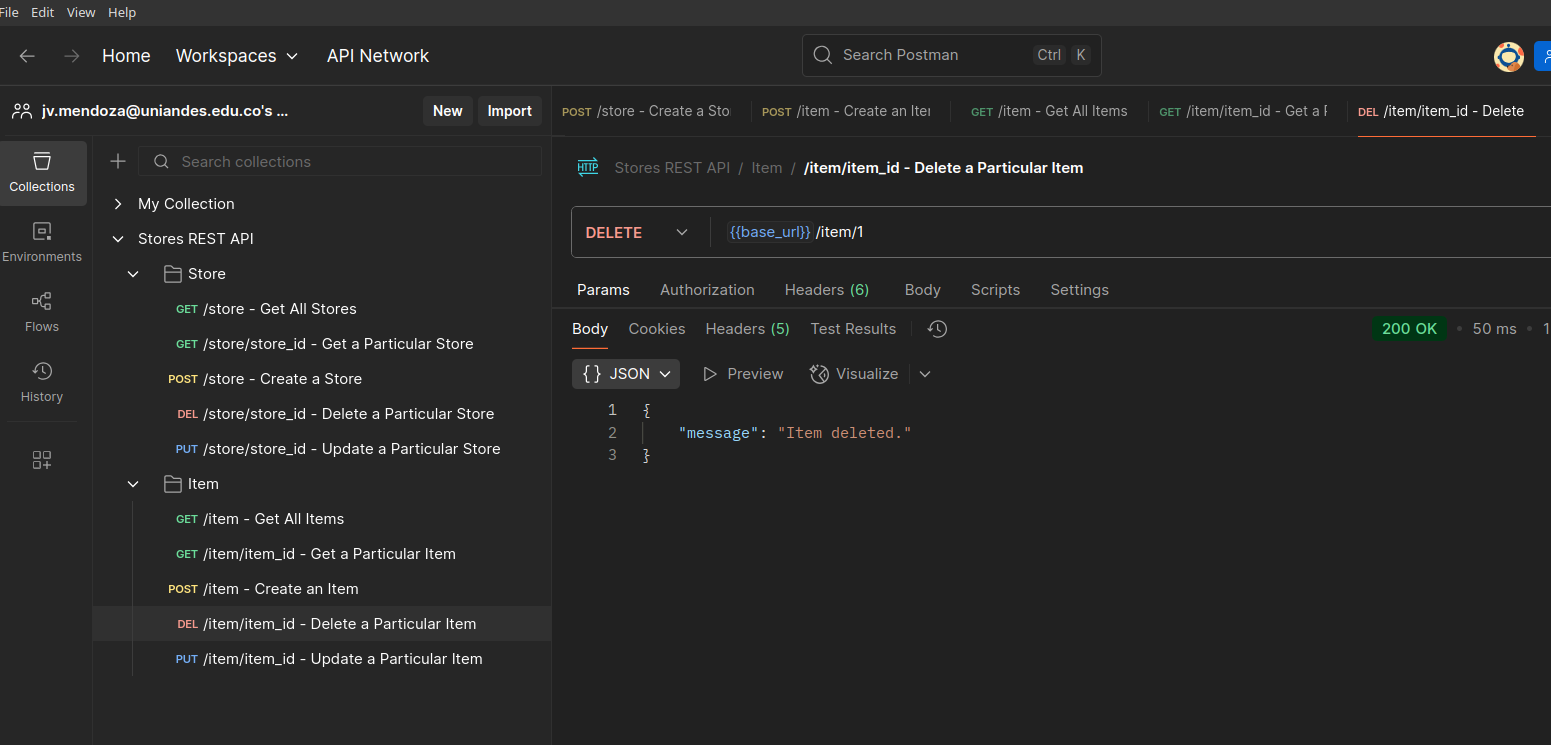 File Edit View Help
Home Workspaces API Network Search Postman Ctrl K
jv.mendoza@uniandes.edu.co's ... New Import
POST /store - Create a Sto POST /item - Create an Iter GET /item - Get All Items GET /item/item_id - Get a P DEL /item/item_id - Delete
Collections
Environments
Flows
History
Search collections
My Collection
Stores REST API
Store
GET /store - Get All Stores
GET /store/store_id - Get a Particular Store
POST /store - Create a Store
DEL /store/store_id - Delete a Particular Store
PUT /store/store_id - Update a Particular Store
Item
GET /item - Get All Items
GET /item/item_id - Get a Particular Item
POST /item - Create an Item
DEL /item/item_id - Delete a Particular Item
PUT /item/item_id - Update a Particular Item
HTTP Stores REST API / Item / /item/item_id - Delete a Particular Item
DELETE {{base_url}} /item/1
Params Authorization Headers (6) Body Scripts Settings
Body Cookies Headers (5) Test Results 200 OK • 50 ms • 1
{} JSON Preview Visualize
1 {
2 "message": "Item deleted."
3 }